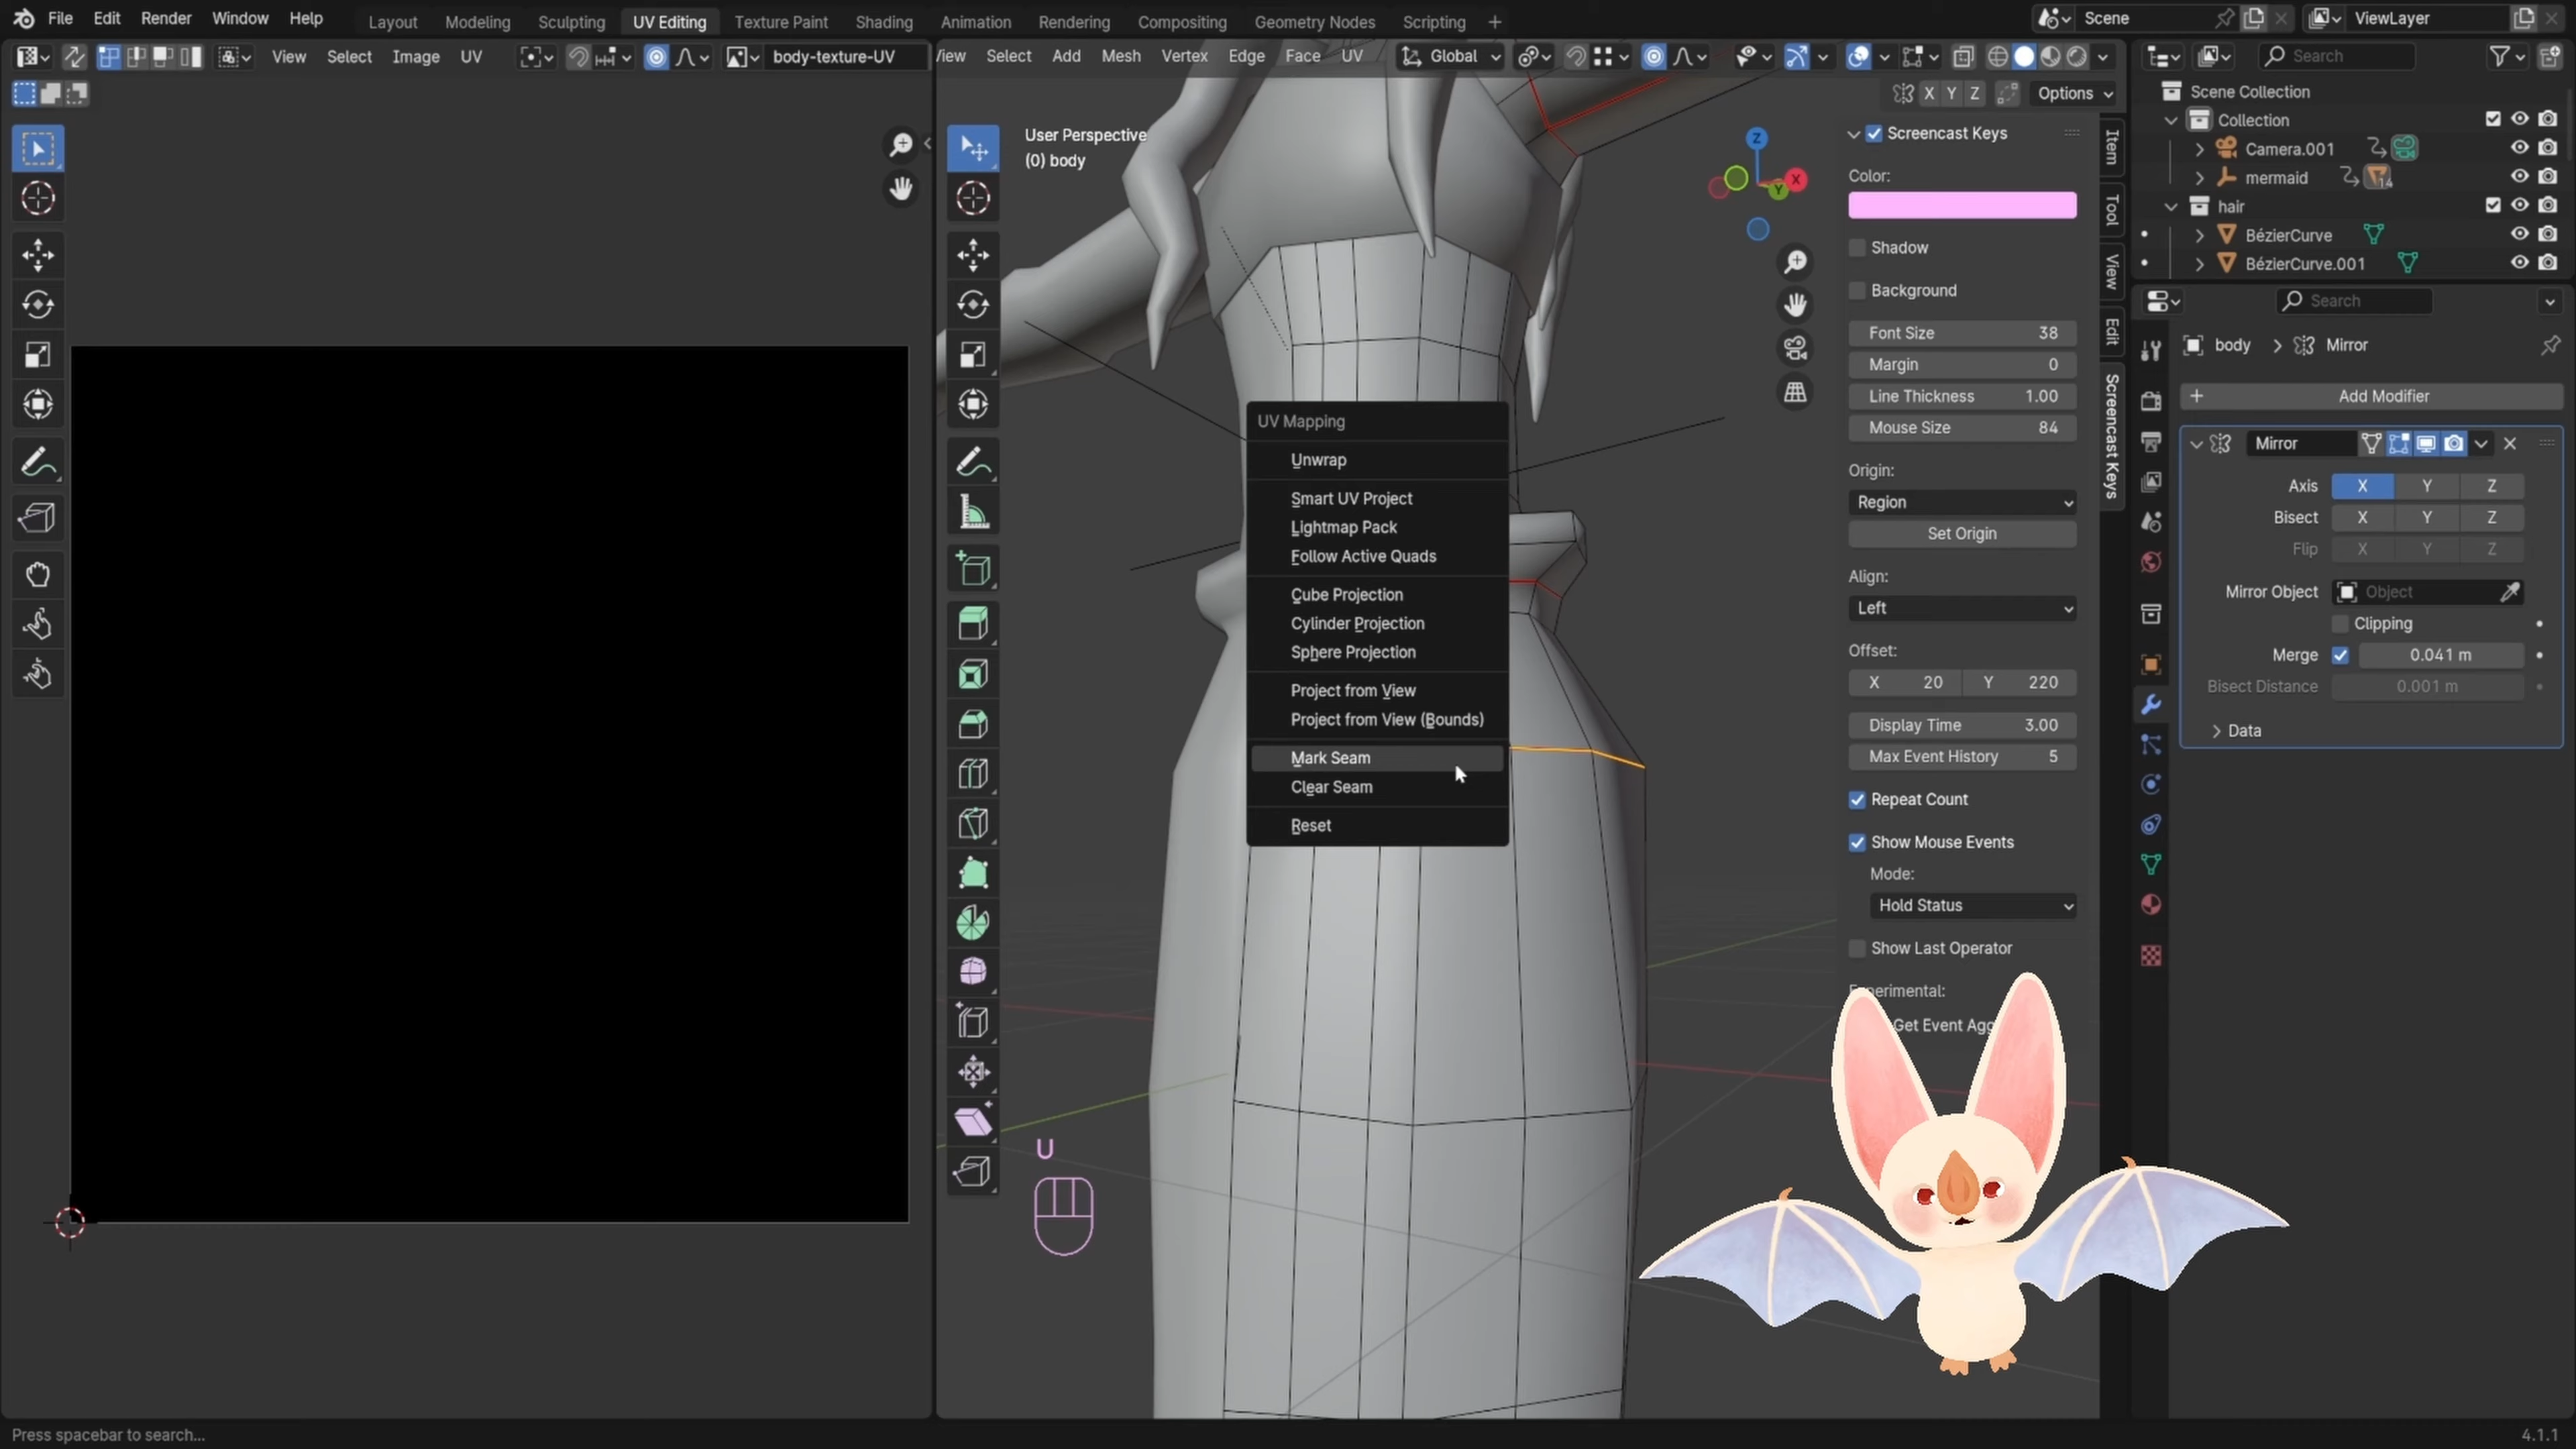 File Edit Render Window Help Layout Modeling Sculpting UV Editing Texture Paint Shading Animation Rendering Compositing Geometry Nodes Scripting + Scene ViewLayer
View Select Image UV body-texture-UV
View Select Add Mesh Vertex Edge Face UV Global
Search
X Y Z Options
User Perspective
(0) body
Z
X
Y
Screencast Keys
Color:
Shadow
Background
Font Size 38
Margin 0
Line Thickness 1.00
Mouse Size 84
Origin:
Region
Set Origin
Align:
Left
Offset:
X 20 Y 220
Display Time 3.00
Max Event History 5
Repeat Count
Show Mouse Events
Mode:
Hold Status
Show Last Operator
Get Event Agg
Item
Tool
View
Edit
Screencast Keys
UV Mapping
Unwrap
Smart UV Project
Lightmap Pack
Follow Active Quads
Cube Projection
Cylinder Projection
Sphere Projection
Project from View
Project from View (Bounds)
Mark Seam
Clear Seam
Reset
U
Scene Collection
Collection
Camera.001
mermaid 14
hair
BézierCurve
BézierCurve.001
Search
body > Mirror
+ Add Modifier
Mirror
Axis X Y Z
Bisect X Y Z
Flip X Y Z
Mirror Object Object
Clipping
Merge 0.041 m
Bisect Distance 0.001 m
Data
Press spacebar to search...
4.1.1